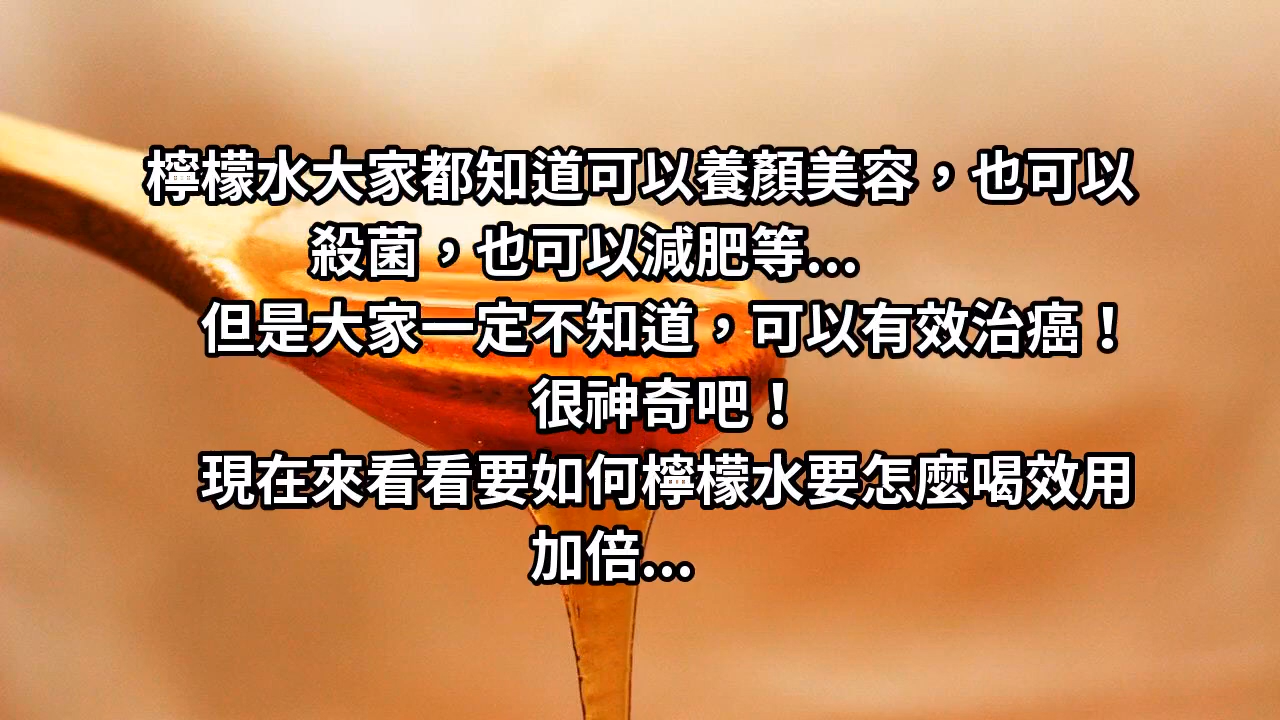 檸檬水大家都知道可以養顏美容，也可以
殺菌，也可以減肥等...
但是大家一定不知道，可以有效治癌！
很神奇吧！
現在來看看要如何檸檬水要怎麼喝效用
加倍...